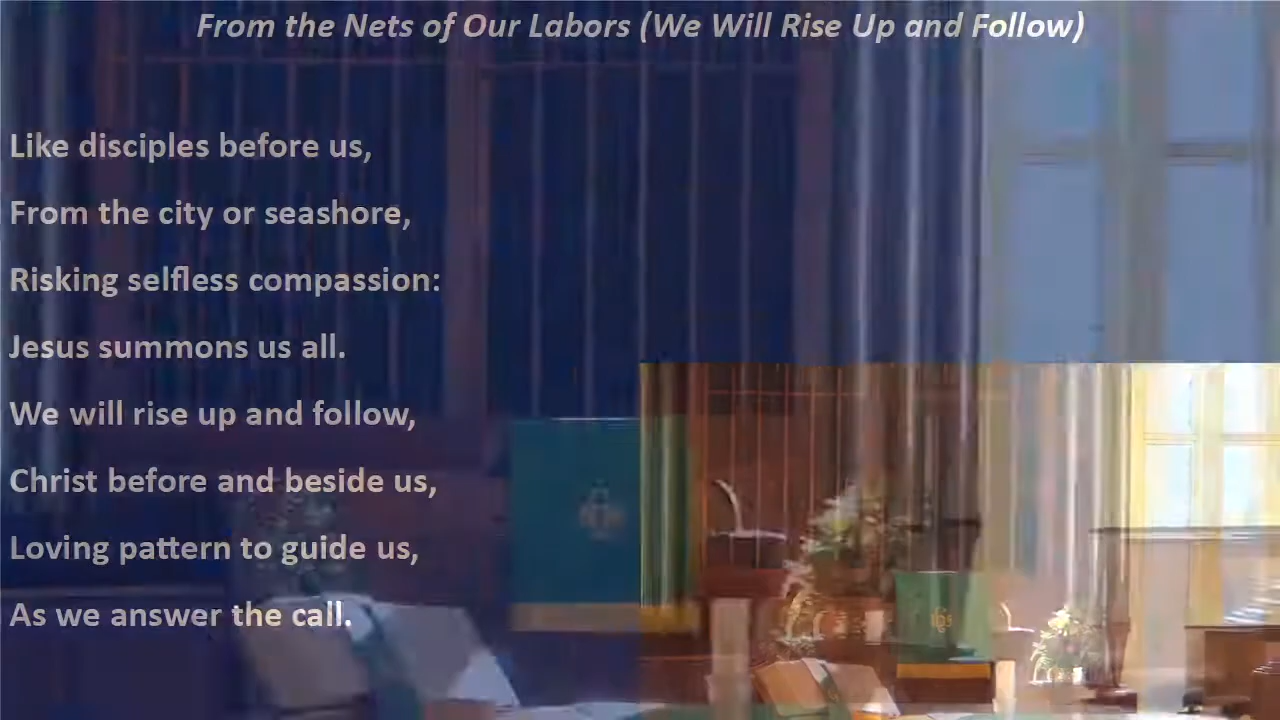 From the Nets of Our Labors (We Will Rise Up and Follow)
Like disciples before us,
From the city or seashore,
Risking selfless compassion:
Jesus summons us all.
We will rise up and follow,
Christ before and beside us,
Loving pattern to guide us,
As we answer the call.